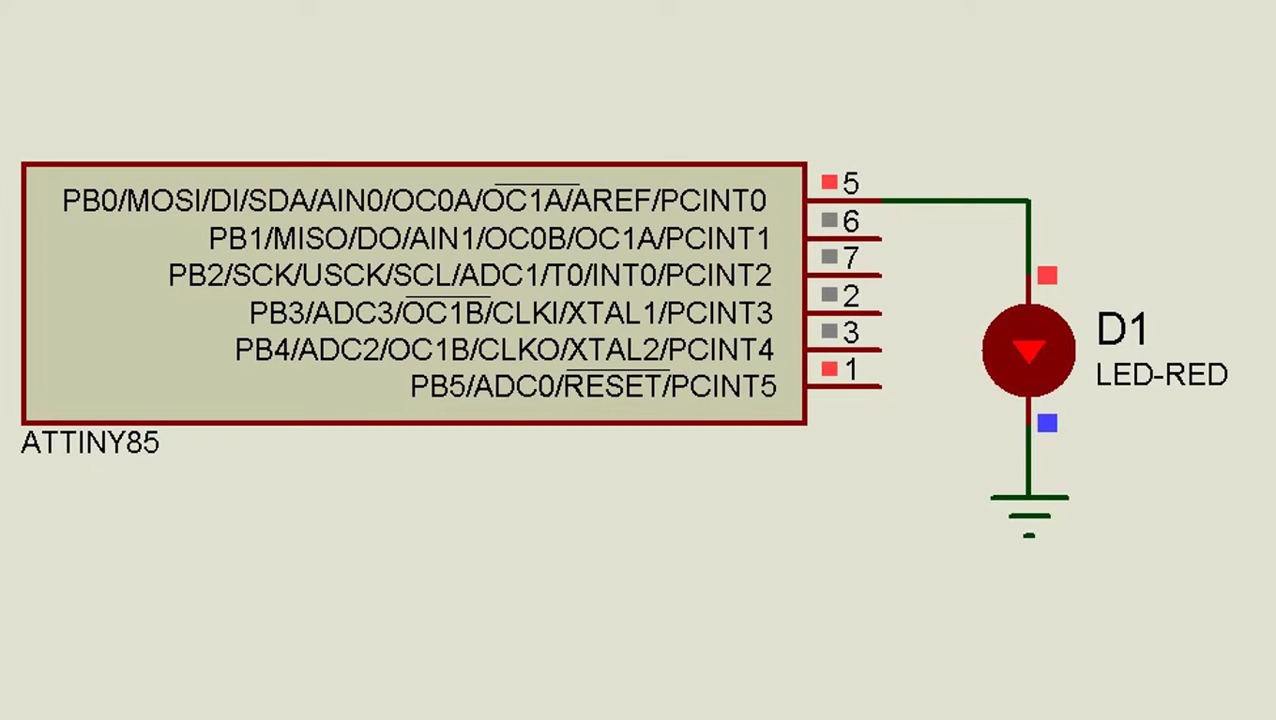 PB0/MOSI/DI/SDA/AIN0/OC0A/OC1A/AREF/PCINT0 5
PB1/MISO/DO/AIN1/OC0B/OC1A/PCINT1 6
PB2/SCK/USCK/SCL/ADC1/T0/INT0/PCINT2 7
PB3/ADC3/OC1B/CLKI/XTAL1/PCINT3 2
PB4/ADC2/OC1B/CLKO/XTAL2/PCINT4 3
PB5/ADC0/RESET/PCINT5 1
ATTINY85
D1
LED-RED